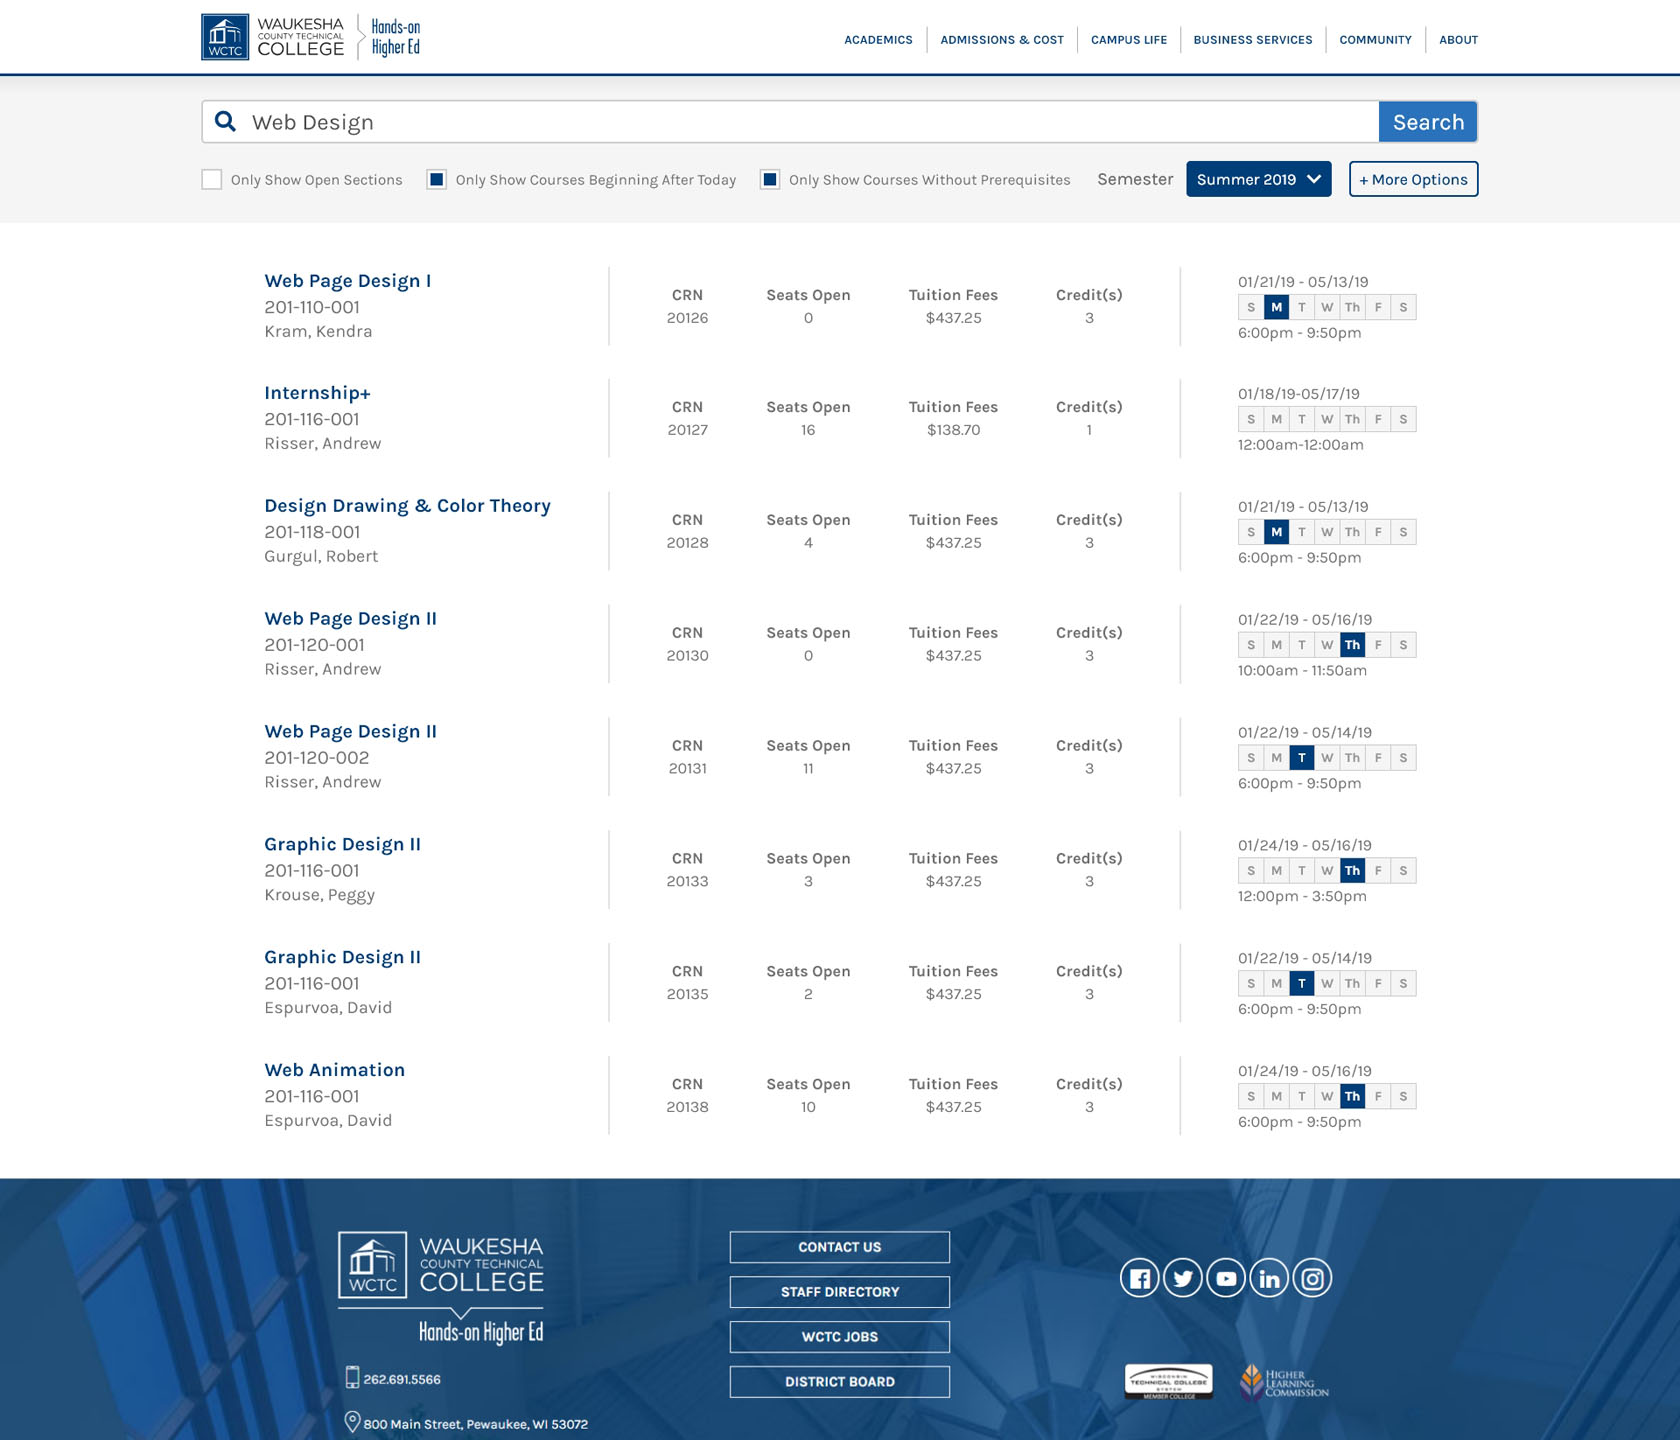 WCTC
WAUKESHA
COUNTY TECHNICAL
COLLEGE
Hands-on
Higher Ed
ACADEMICS
ADMISSIONS & COST
CAMPUS LIFE
BUSINESS SERVICES
COMMUNITY
ABOUT
Web Design
Search
Only Show Open Sections
Only Show Courses Beginning After Today
Only Show Courses Without Prerequisites
Semester
Summer 2019
+ More Options
Web Page Design I
201-110-001
Kram, Kendra
CRN Seats Open Tuition Fees Credit(s)
20126 0 $437.25 3
01/21/19 - 05/13/19
S M T W Th F S
6:00pm - 9:50pm
Internship+
201-116-001
Risser, Andrew
CRN Seats Open Tuition Fees Credit(s)
20127 16 $138.70 1
01/18/19-05/17/19
S M T W Th F S
12:00am-12:00am
Design Drawing & Color Theory
201-118-001
Gurgul, Robert
CRN Seats Open Tuition Fees Credit(s)
20128 4 $437.25 3
01/21/19 - 05/13/19
S M T W Th F S
6:00pm - 9:50pm
Web Page Design II
201-120-001
Risser, Andrew
CRN Seats Open Tuition Fees Credit(s)
20130 0 $437.25 3
01/22/19 - 05/16/19
S M T W Th F S
10:00am - 11:50am
Web Page Design II
201-120-002
Risser, Andrew
CRN Seats Open Tuition Fees Credit(s)
20131 11 $437.25 3
01/22/19 - 05/14/19
S M T W Th F S
6:00pm - 9:50pm
Graphic Design II
201-116-001
Krouse, Peggy
CRN Seats Open Tuition Fees Credit(s)
20133 3 $437.25 3
01/24/19 - 05/16/19
S M T W Th F S
12:00pm - 3:50pm
Graphic Design II
201-116-001
Espurvoa, David
CRN Seats Open Tuition Fees Credit(s)
20135 2 $437.25 3
01/22/19 - 05/14/19
S M T W Th F S
6:00pm - 9:50pm
Web Animation
201-116-001
Espurvoa, David
CRN Seats Open Tuition Fees Credit(s)
20138 10 $437.25 3
01/24/19 - 05/16/19
S M T W Th F S
6:00pm - 9:50pm
WCTC
WAUKESHA
COUNTY TECHNICAL
COLLEGE
Hands-on Higher Ed
262.691.5566
800 Main Street, Pewaukee, WI 53072
CONTACT US
STAFF DIRECTORY
WCTC JOBS
DISTRICT BOARD
in
WISCONSIN
TECHNICAL COLLEGE
SYSTEM
MEMBER COLLEGE
HIGHER
LEARNING
COMMISSION